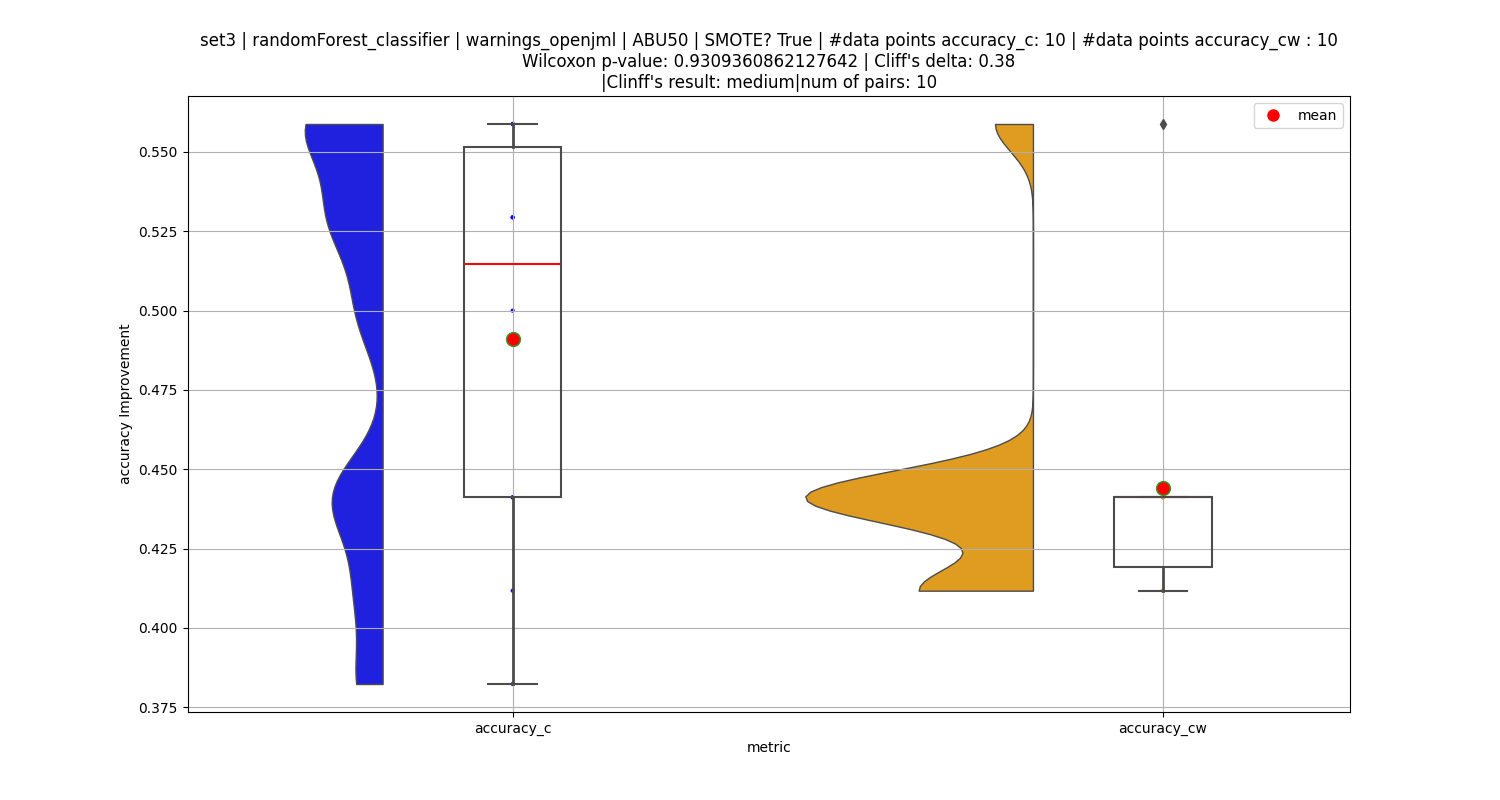 set3 | randomForest_classifier | warnings_openjml | ABU50 | SMOTE? True | #data points accuracy_c: 10 | #data points accuracy_cw : 10
Wilcoxon p-value: 0.9309360862127642 | Cliff's delta: 0.38
|Clinff's result: medium|num of pairs: 10
mean
accuracy Improvement
0.550
0.525
0.500
0.475
0.450
0.425
0.400
0.375
accuracy_c
accuracy_cw
metric